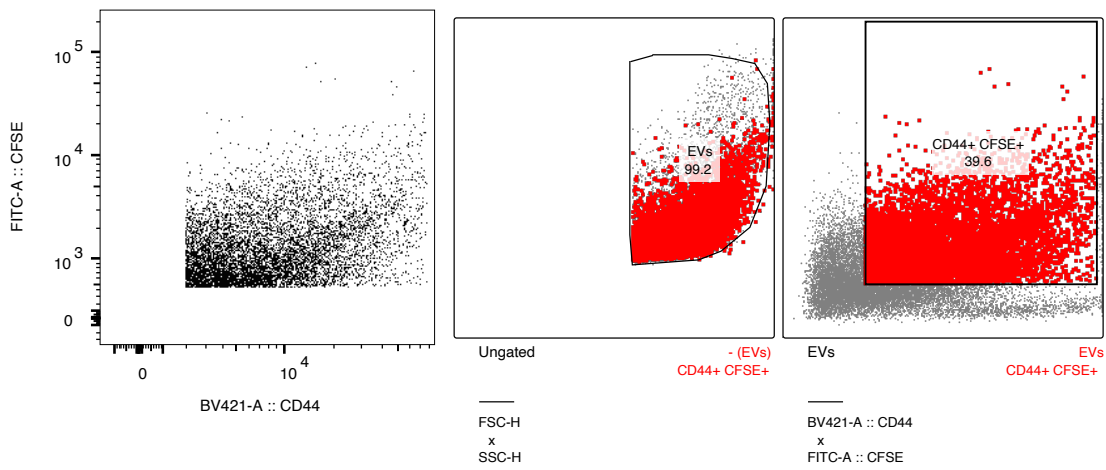 10^5
10^4
10^3
0
FITC-A :: CFSE
0
10^4
BV421-A :: CD44
EVs
99.2
Ungated
- (EVs)
CD44+ CFSE+
FSC-H
x
SSC-H
CD44+ CFSE+
39.6
EVs
EVs
CD44+ CFSE+
BV421-A :: CD44
x
FITC-A :: CFSE